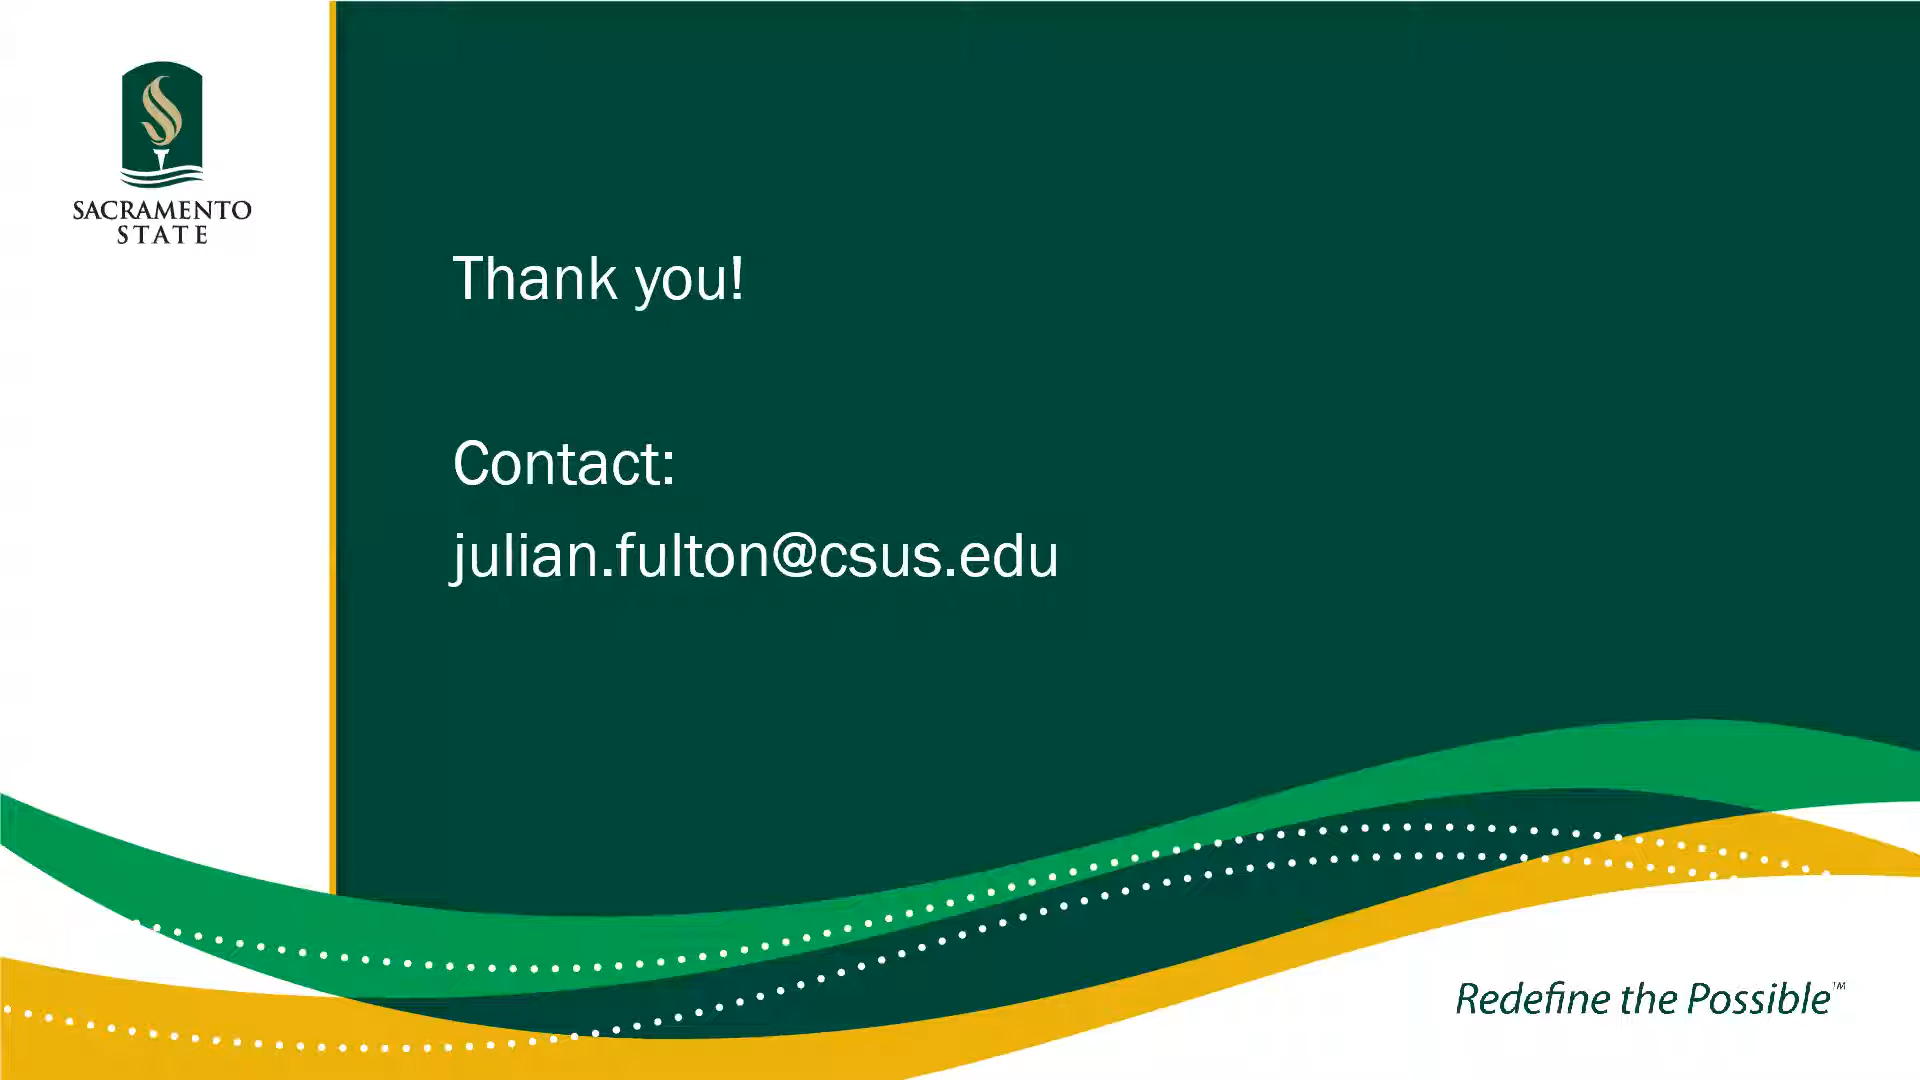 SACRAMENTO
STATE
Thank you!
Contact:
julian.fulton@csus.edu
Redefine the Possible™